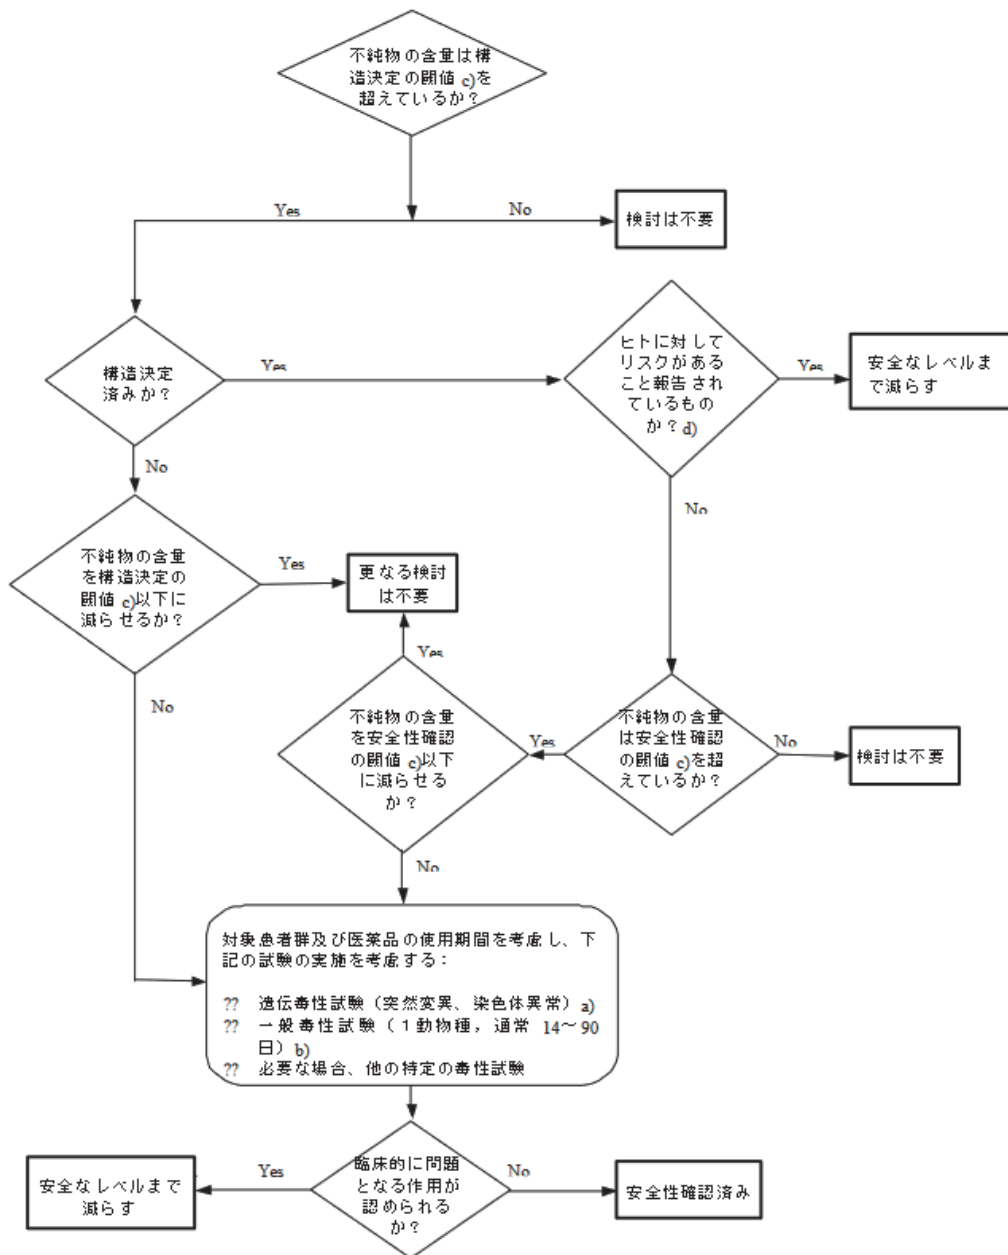 不純物の含量は構
造決定の閾値 c)を
超えているか？
Yes
No
検討は不要
構造決定
済みか？
Yes
ヒトに対して
リスクがある
こと報告され
ているもの
か？d)
Yes
安全なレベルま
で減らす
No
No
不純物の含量
を構造決定の
閾値 c)以下に
減らせるか？
Yes
更なる検討
は不要
Yes
No
不純物の含量
を安全性確認
の閾値 c)以下
に減らせる
か？
Yes
不純物の含量
は安全性確認
の閾値 c)を超
えているか？
No
検討は不要
No
対象患者群及び医薬品の使用期間を考慮し、下
記の試験の実施を考慮する：
?? 遺伝毒性試験（突然変異、染色体異常）a)
?? 一般毒性試験（１動物種，通常 14～90
日）b)
?? 必要な場合、他の特定の毒性試験
安全なレベルまで
減らす
Yes
臨床的に問題
となる作用が
認められる
か？
No
安全性確認済み